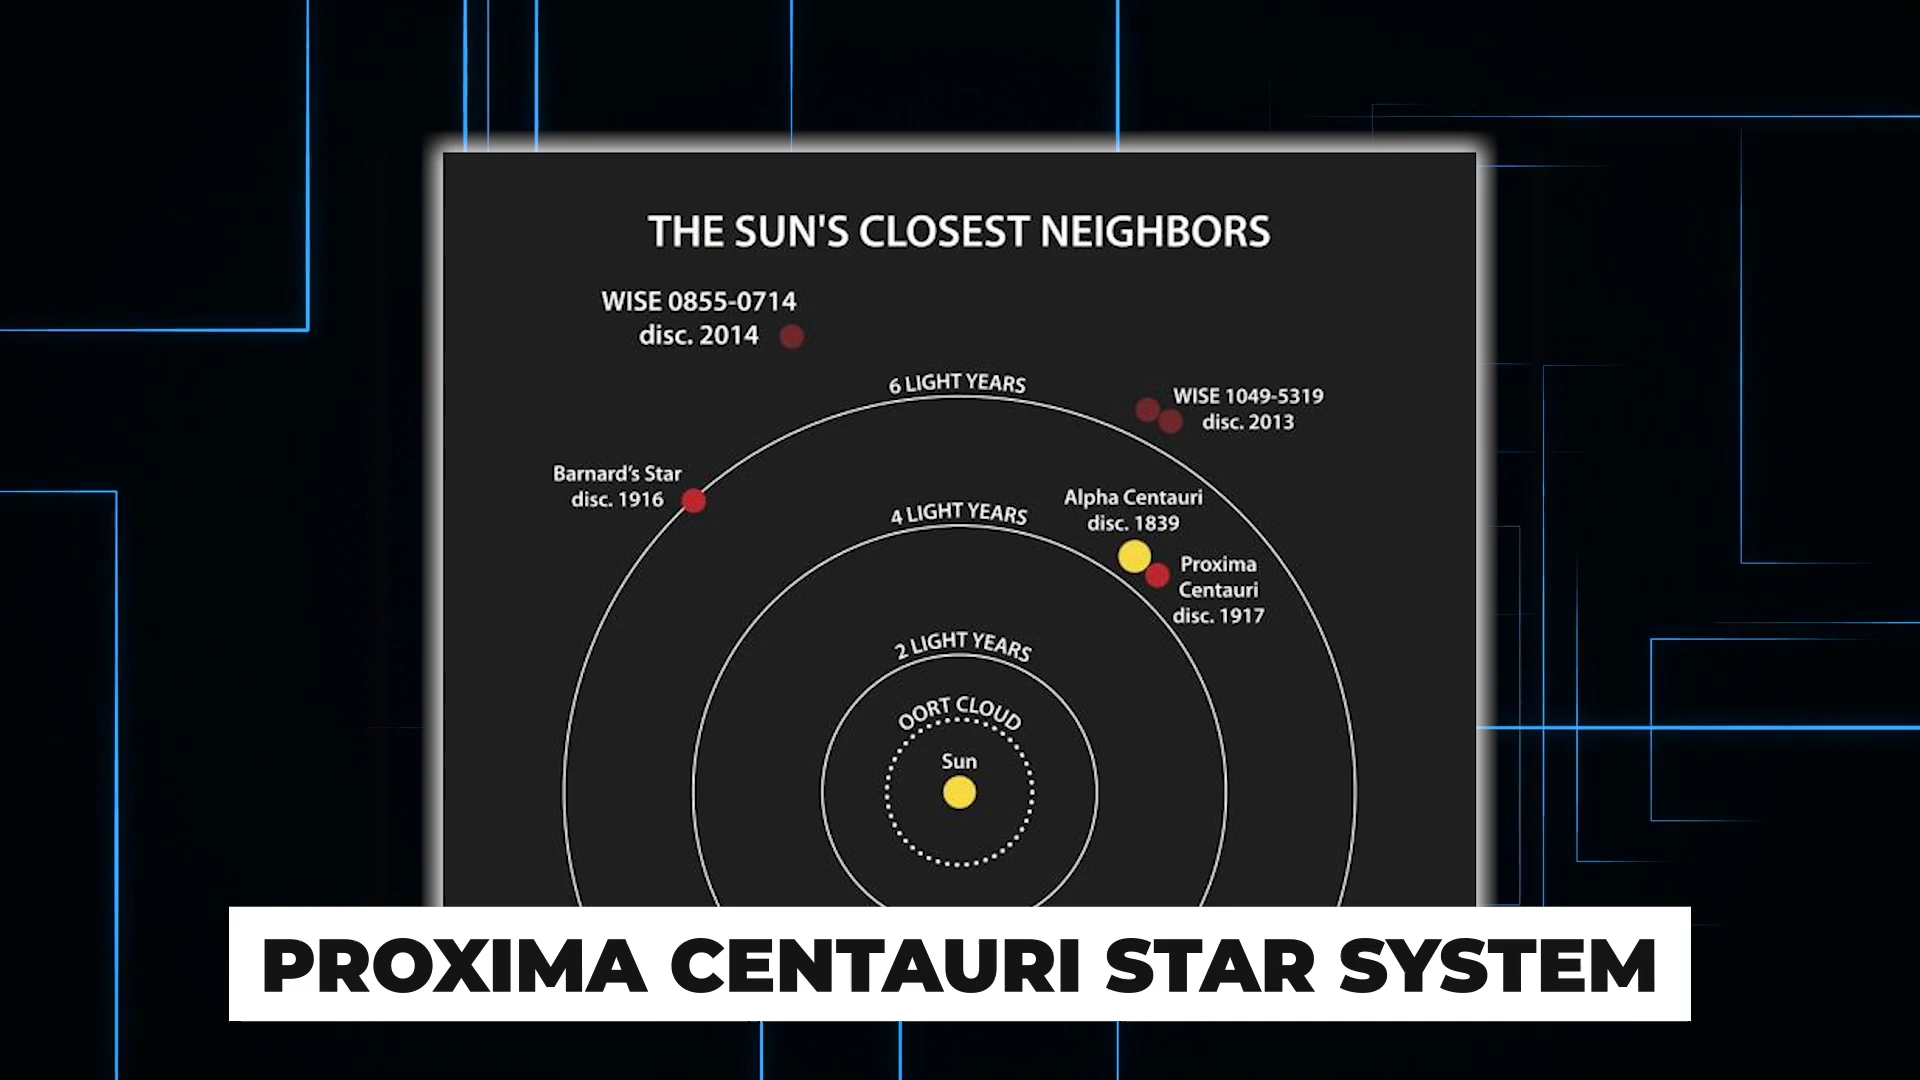 THE SUN'S CLOSEST NEIGHBORS
WISE 0855-0714
disc. 2014
6 LIGHT YEARS
WISE 1049-5319
disc. 2013
Barnard's Star
disc. 1916
Alpha Centauri
disc. 1839
4 LIGHT YEARS
Proxima
Centauri
disc. 1917
2 LIGHT YEARS
OORT CLOUD
Sun
PROXIMA CENTAURI STAR SYSTEM